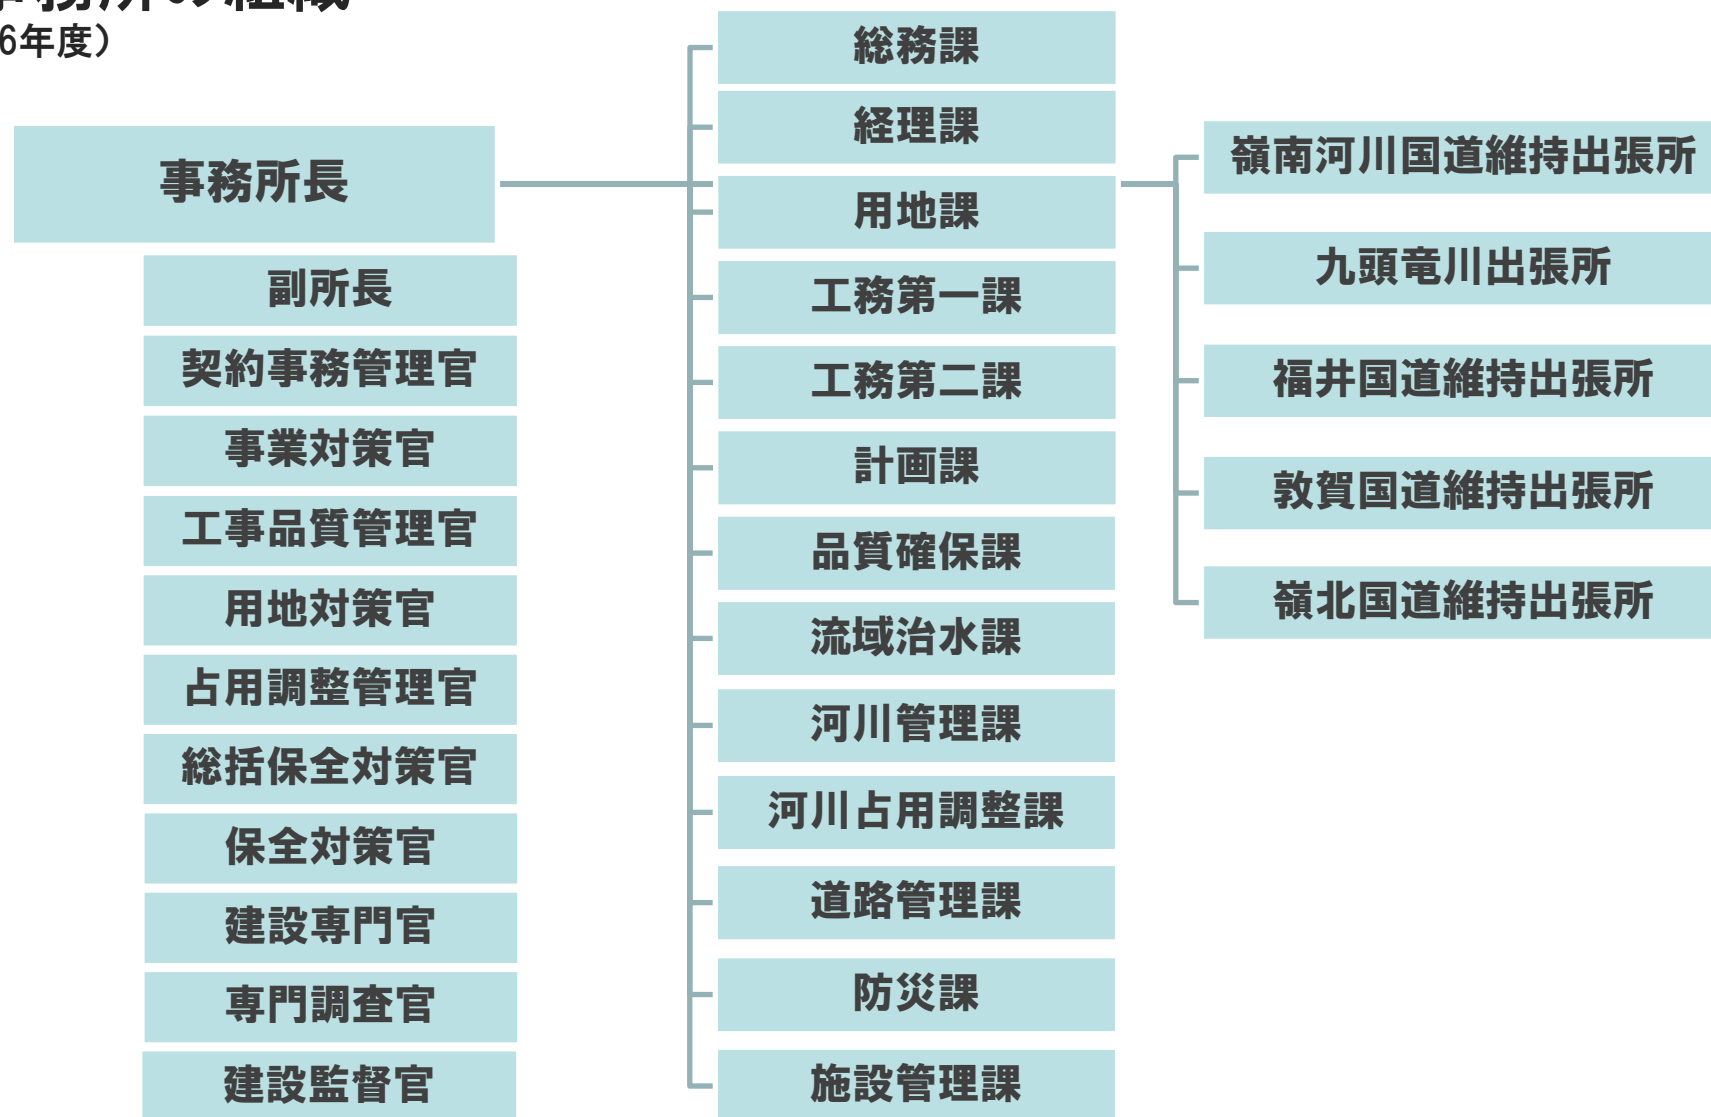 事務所の組織
6年度）
事務所長
副所長
契約事務管理官
事業対策官
工事品質管理官
用地対策官
占用調整管理官
総括保全対策官
保全対策官
建設専門官
専門調査官
建設監督官
総務課
経理課
用地課
工務第一課
工務第二課
計画課
品質確保課
流域治水課
河川管理課
河川占用調整課
道路管理課
防災課
施設管理課
嶺南河川国道維持出張所
九頭竜川出張所
福井国道維持出張所
敦賀国道維持出張所
嶺北国道維持出張所